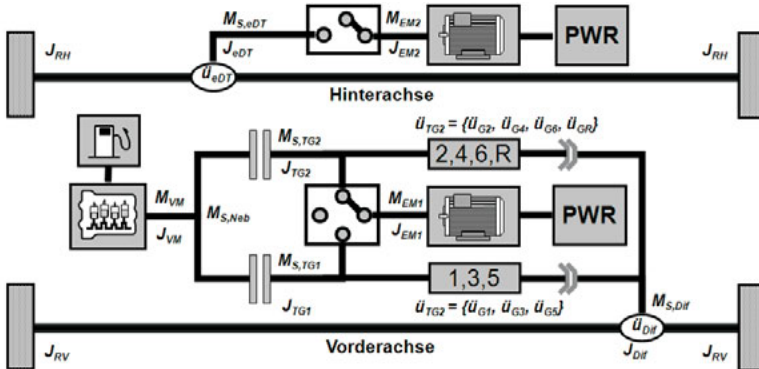 M_S,eDT
M_EM2
J_RH
J_eDT
J_EM2
PWR
J_RH
ü_eDT
Hinterachse
M_S,TG2
ü_TG2 = {ü_G2, ü_G4, ü_G6, ü_GR}
J_TG2
2,4,6,R
M_VM
M_S,Neb
M_EM1
J_VM
J_EM1
PWR
M_S,TG1
1,3,5
J_TG1
ü_TG2 = {ü_G1, ü_G3, ü_G5}
M_S,Dif
ü_Dif
J_RV
Vorderachse
J_Dif
J_RV